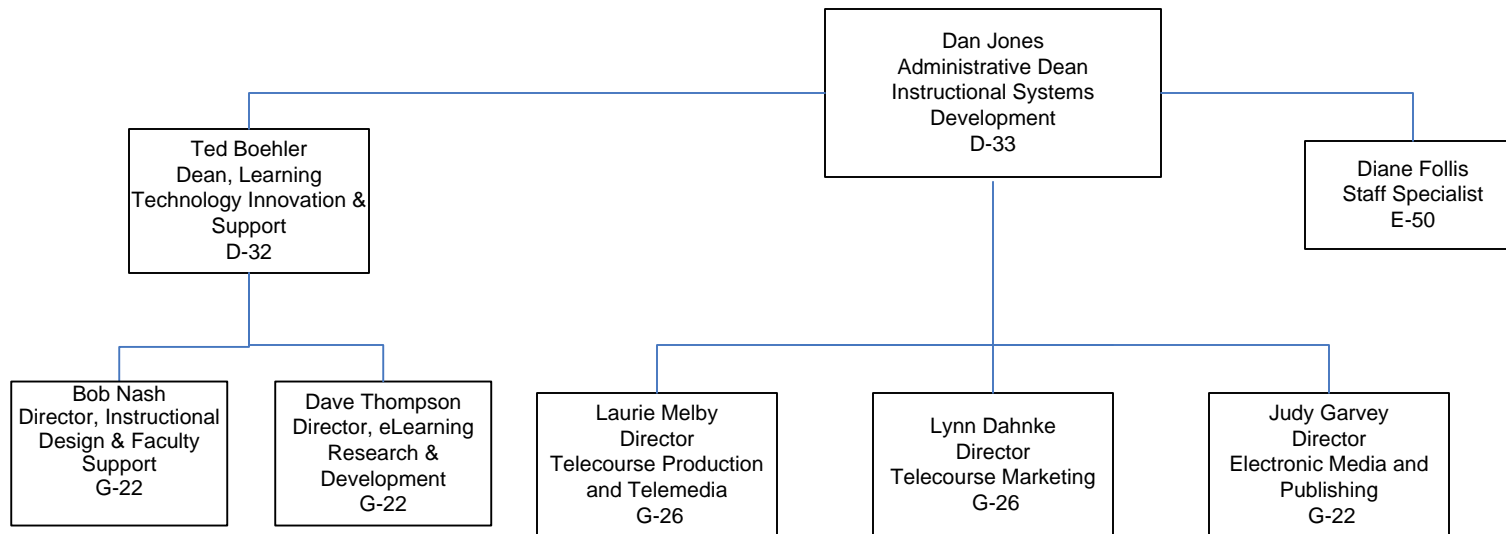 Dan Jones
Administrative Dean
Instructional Systems
Development
D-33
Ted Boehler
Dean, Learning
Technology Innovation &
Support
D-32
Diane Follis
Staff Specialist
E-50
Bob Nash
Director, Instructional
Design & Faculty
Support
G-22
Dave Thompson
Director, eLearning
Research &
Development
G-22
Laurie Melby
Director
Telecourse Production
and Telemedia
G-26
Lynn Dahnke
Director
Telecourse Marketing
G-26
Judy Garvey
Director
Electronic Media and
Publishing
G-22